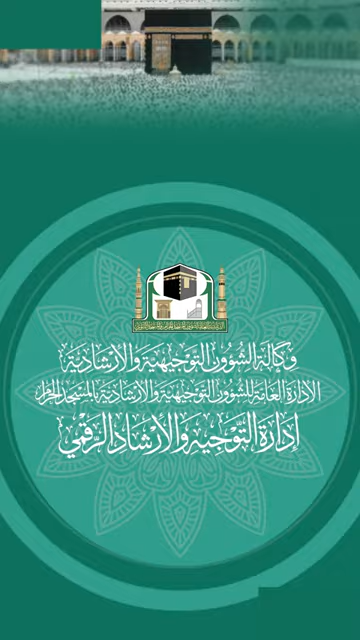 وكالة الشؤون التوجيهية والإرشادية
الإدارة العامة للشؤون التوجيهية والإرشادية بالمسجد الحرام
إدارة التوجيه والإرشاد الرقمي